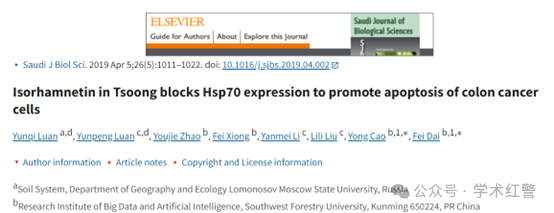 ELSEVIER
Guide for Authors | About | Explore this Journal
Saudi Journal of
Biological Sciences
Saudi J Biol Sci. 2019 Apr 5;26(5):1011–1022. doi: 10.1016/j.sjbs.2019.04.002
Isorhamnetin in Tsoong blocks Hsp70 expression to promote apoptosis of colon cancer
cells
Yunqi Luan a,d, Yunpeng Luan c,d, Youjie Zhao b, Fei Xiong b, Yanmei Li c, Lili Liu c, Yong Cao b,1,*, Fei Dai b,1,*
Author information Article notes Copyright and License information
a Soil System, Department of Geography and Ecology Lomonosov Moscow State University, Russia
b Research Institute of Big Data and Artificial Intelligence, Southwest Forestry University, Kunming 650224, PR China
公众号 · 学术红警